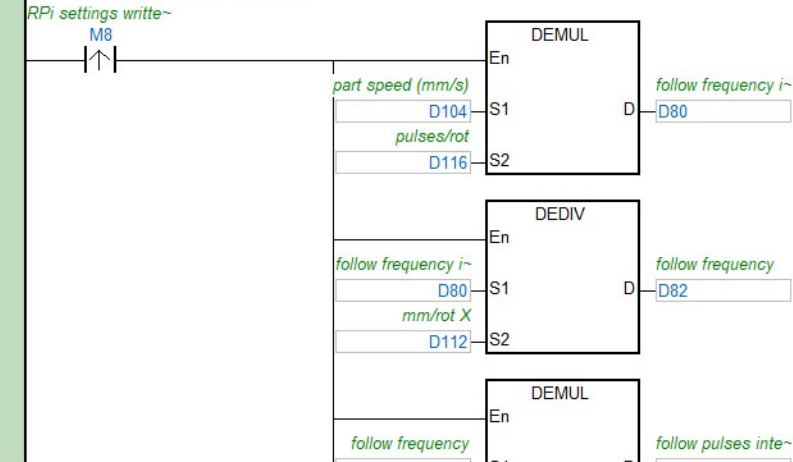 RPi settings writte~
M8
DEMUL
En
part speed (mm/s)
D104 S1
follow frequency i~
D D80
pulses/rot
D116 S2
DEDIV
En
follow frequency i~
D80 S1
follow frequency
D D82
mm/rot X
D112 S2
DEMUL
En
follow frequency
follow pulses inte~